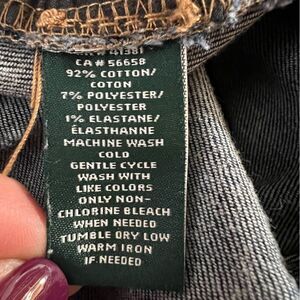 41381
CA # 56658
92% COTTON/
COTON
7% POLYESTER/
POLYESTER
1% ELASTANE/
ÉLASTHANNE
MACHINE WASH
COLD
GENTLE CYCLE
WASH WITH
LIKE COLORS
ONLY NON-
CHLORINE BLEACH
WHEN NEEDED
TUMBLE DRY LOW
WARM IRON
IF NEEDED